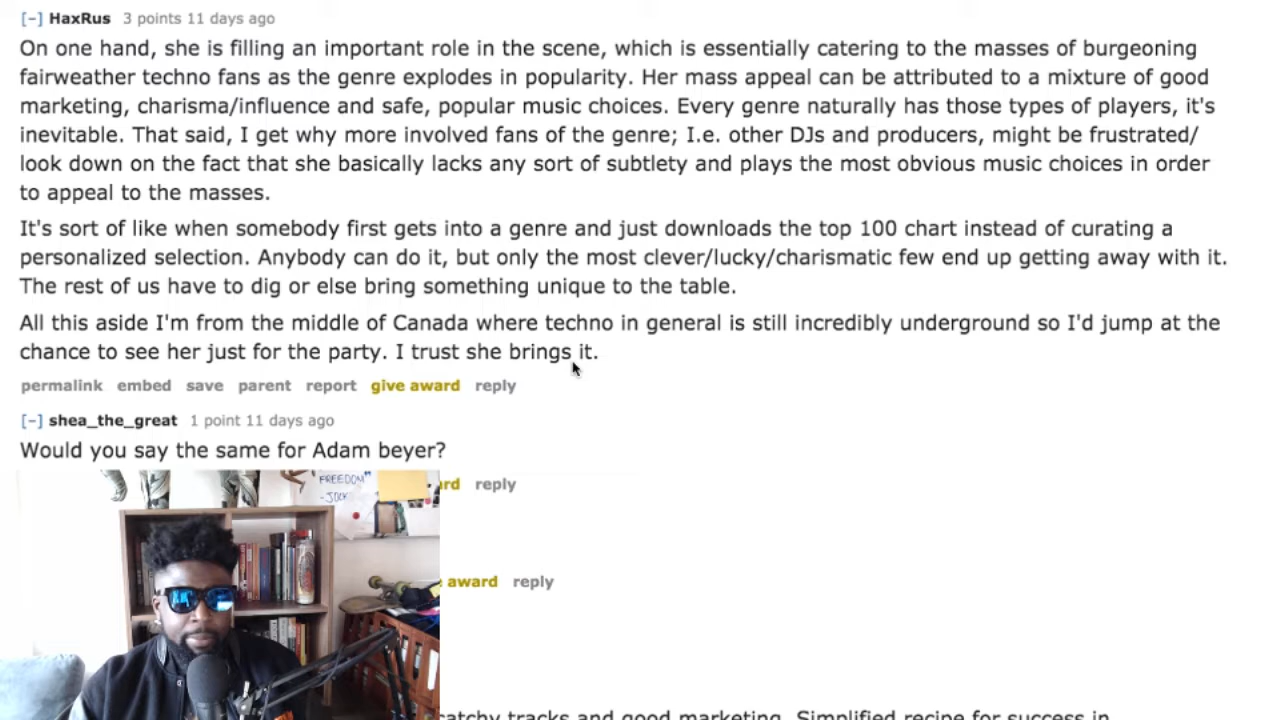 [-] HaxRus 3 points 11 days ago
On one hand, she is filling an important role in the scene, which is essentially catering to the masses of burgeoning
fairweather techno fans as the genre explodes in popularity. Her mass appeal can be attributed to a mixture of good
marketing, charisma/influence and safe, popular music choices. Every genre naturally has those types of players, it's
inevitable. That said, I get why more involved fans of the genre; I.e. other DJs and producers, might be frustrated/
look down on the fact that she basically lacks any sort of subtlety and plays the most obvious music choices in order
to appeal to the masses.
It's sort of like when somebody first gets into a genre and just downloads the top 100 chart instead of curating a
personalized selection. Anybody can do it, but only the most clever/lucky/charismatic few end up getting away with it.
The rest of us have to dig or else bring something unique to the table.
All this aside I'm from the middle of Canada where techno in general is still incredibly underground so I'd jump at the
chance to see her just for the party. I trust she brings it.
permalink embed save parent report give award reply
[-] shea_the_great 1 point 11 days ago
Would you say the same for Adam beyer?
FREEDOM"
-JOCK
ard reply
award reply
catchy tracks and good marketing. Simplified recipe for success in